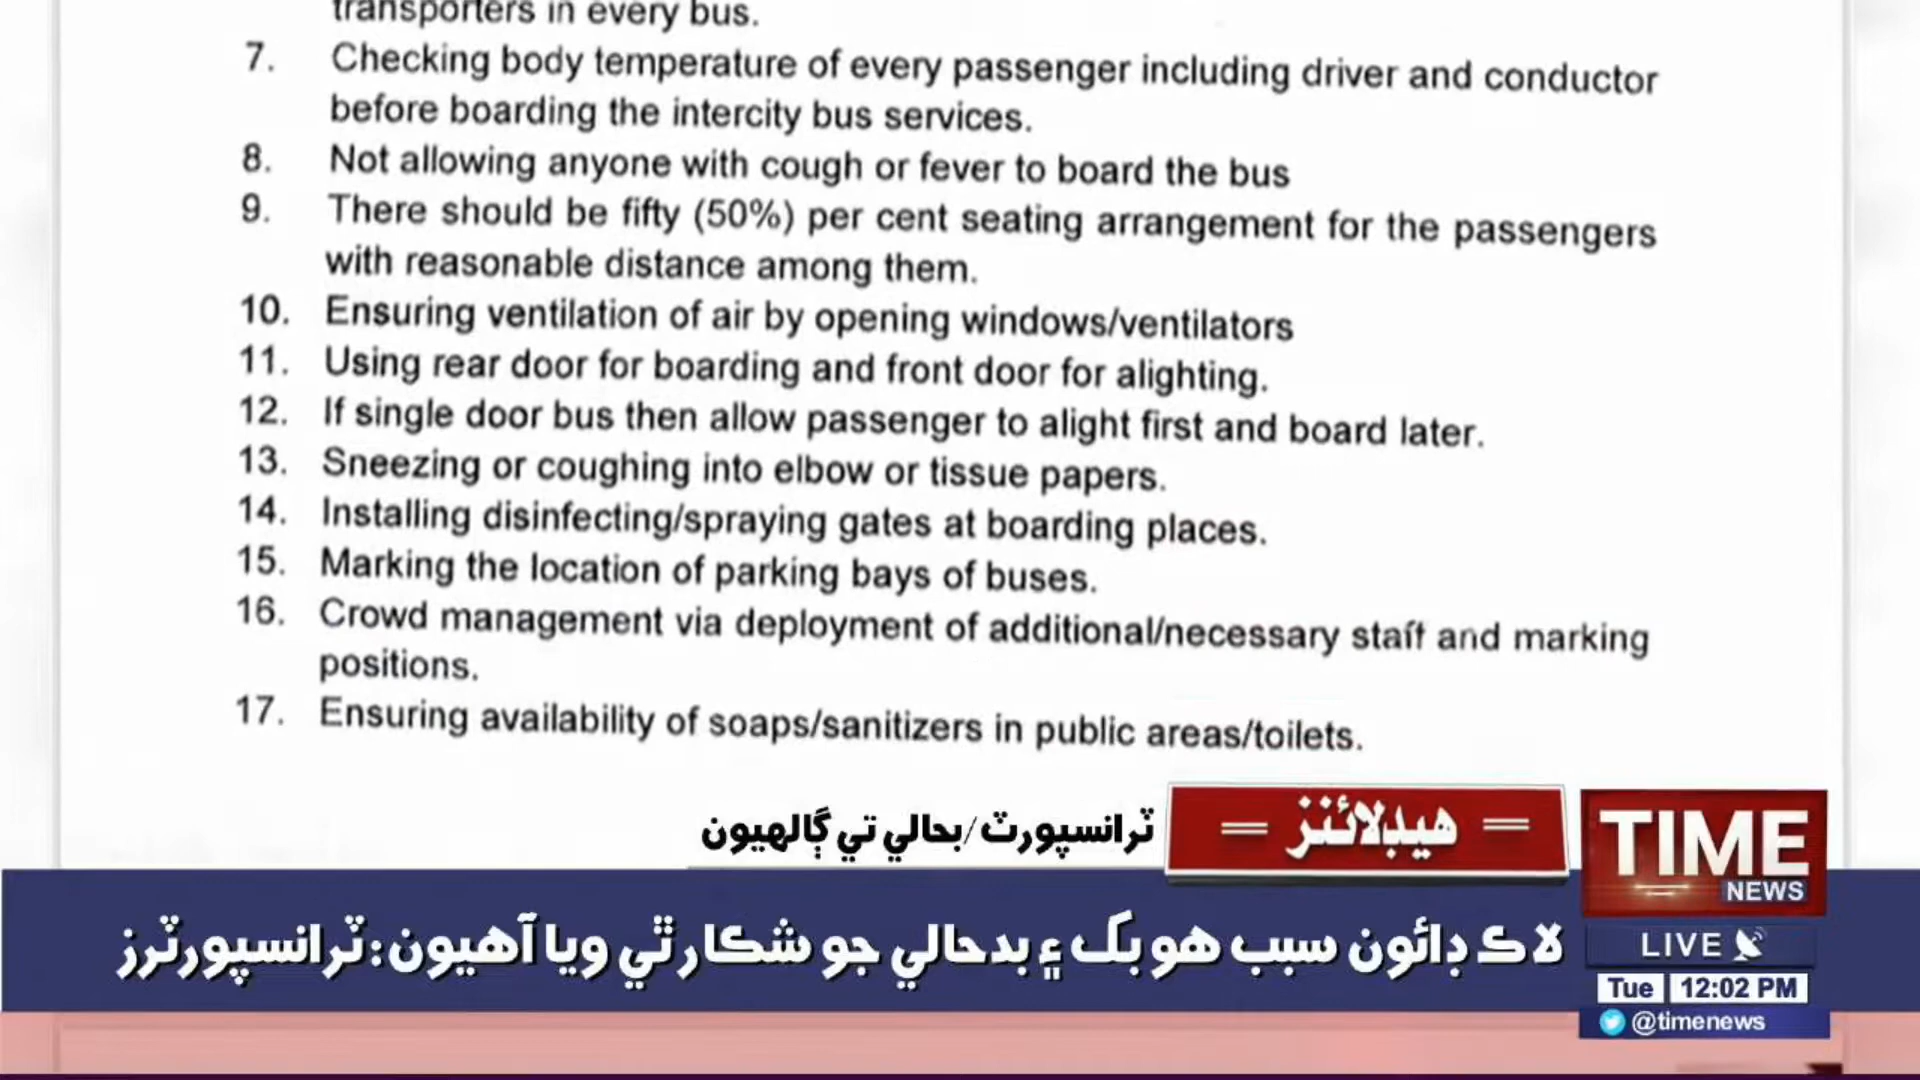 transporters in every bus.
7. Checking body temperature of every passenger including driver and conductor
before boarding the intercity bus services.
8. Not allowing anyone with cough or fever to board the bus
9. There should be fifty (50%) per cent seating arrangement for the passengers
with reasonable distance among them.
10. Ensuring ventilation of air by opening windows/ventilators
11. Using rear door for boarding and front door for alighting.
12. If single door bus then allow passenger to alight first and board later.
13. Sneezing or coughing into elbow or tissue papers.
14. Installing disinfecting/spraying gates at boarding places.
15. Marking the location of parking bays of buses.
16. Crowd management via deployment of additional/necessary staff and marking
positions.
17. Ensuring availability of soaps/sanitizers in public areas/toilets.
هيڊلائنز
ٽرانسپورٽ/بحالي تي ڳالهيون
لاڪ ڊائون سبب هو بک ۽ بدحالي جو شڪار ٿي ويا آهيون: ٽرانسپورٽرز
TIME
NEWS
LIVE
Tue 12:02 PM
@timenews